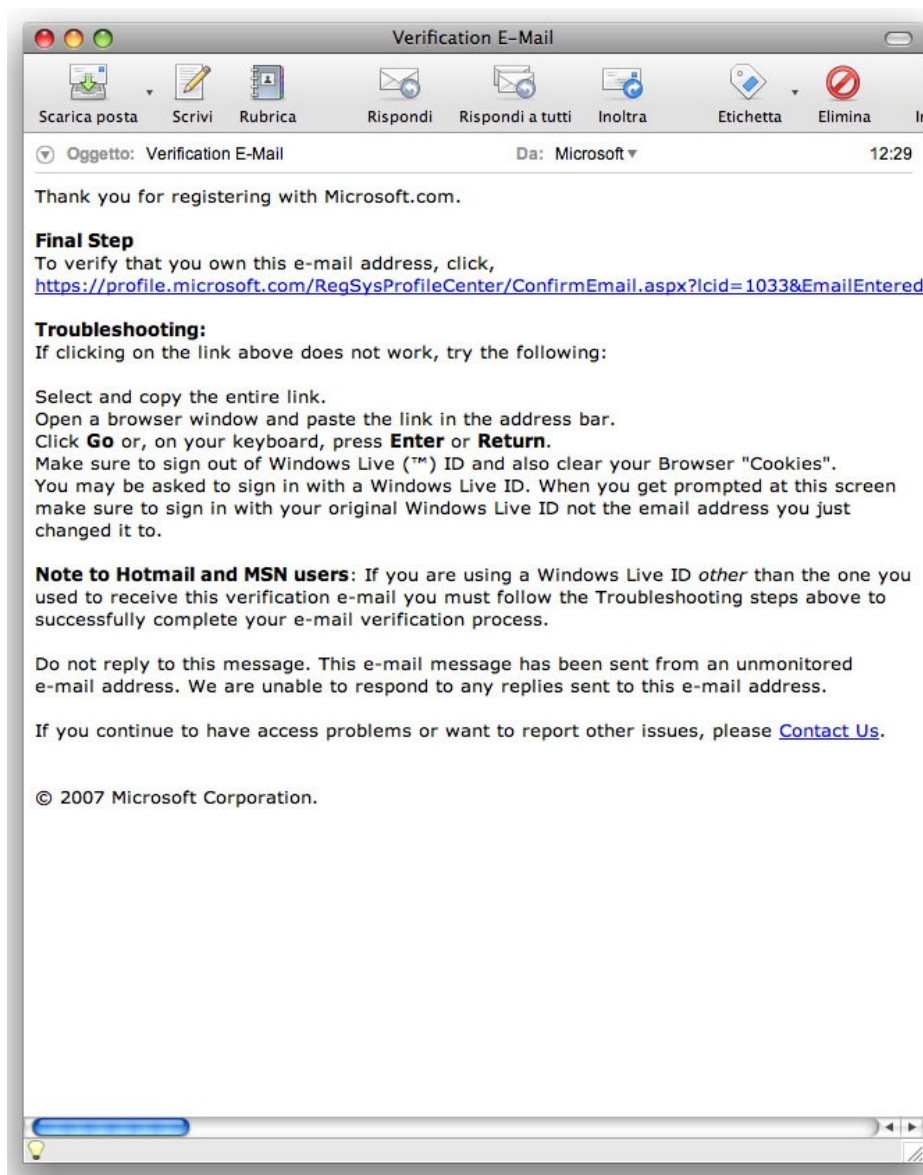 Verification E-Mail
Scarica posta Scrivi Rubrica Rispondi Rispondi a tutti Inoltra Etichetta Elimina
Oggetto: Verification E-Mail Da: Microsoft 12:29
Thank you for registering with Microsoft.com.
Final Step
To verify that you own this e-mail address, click,
https://profile.microsoft.com/RegSysProfileCenter/ConfirmEmail.aspx?lcid=1033&EmailEntered
Troubleshooting:
If clicking on the link above does not work, try the following:
Select and copy the entire link.
Open a browser window and paste the link in the address bar.
Click Go or, on your keyboard, press Enter or Return.
Make sure to sign out of Windows Live (™) ID and also clear your Browser "Cookies".
You may be asked to sign in with a Windows Live ID. When you get prompted at this screen
make sure to sign in with your original Windows Live ID not the email address you just
changed it to.
Note to Hotmail and MSN users: If you are using a Windows Live ID other than the one you
used to receive this verification e-mail you must follow the Troubleshooting steps above to
successfully complete your e-mail verification process.
Do not reply to this message. This e-mail message has been sent from an unmonitored
e-mail address. We are unable to respond to any replies sent to this e-mail address.
If you continue to have access problems or want to report other issues, please Contact Us.
© 2007 Microsoft Corporation.